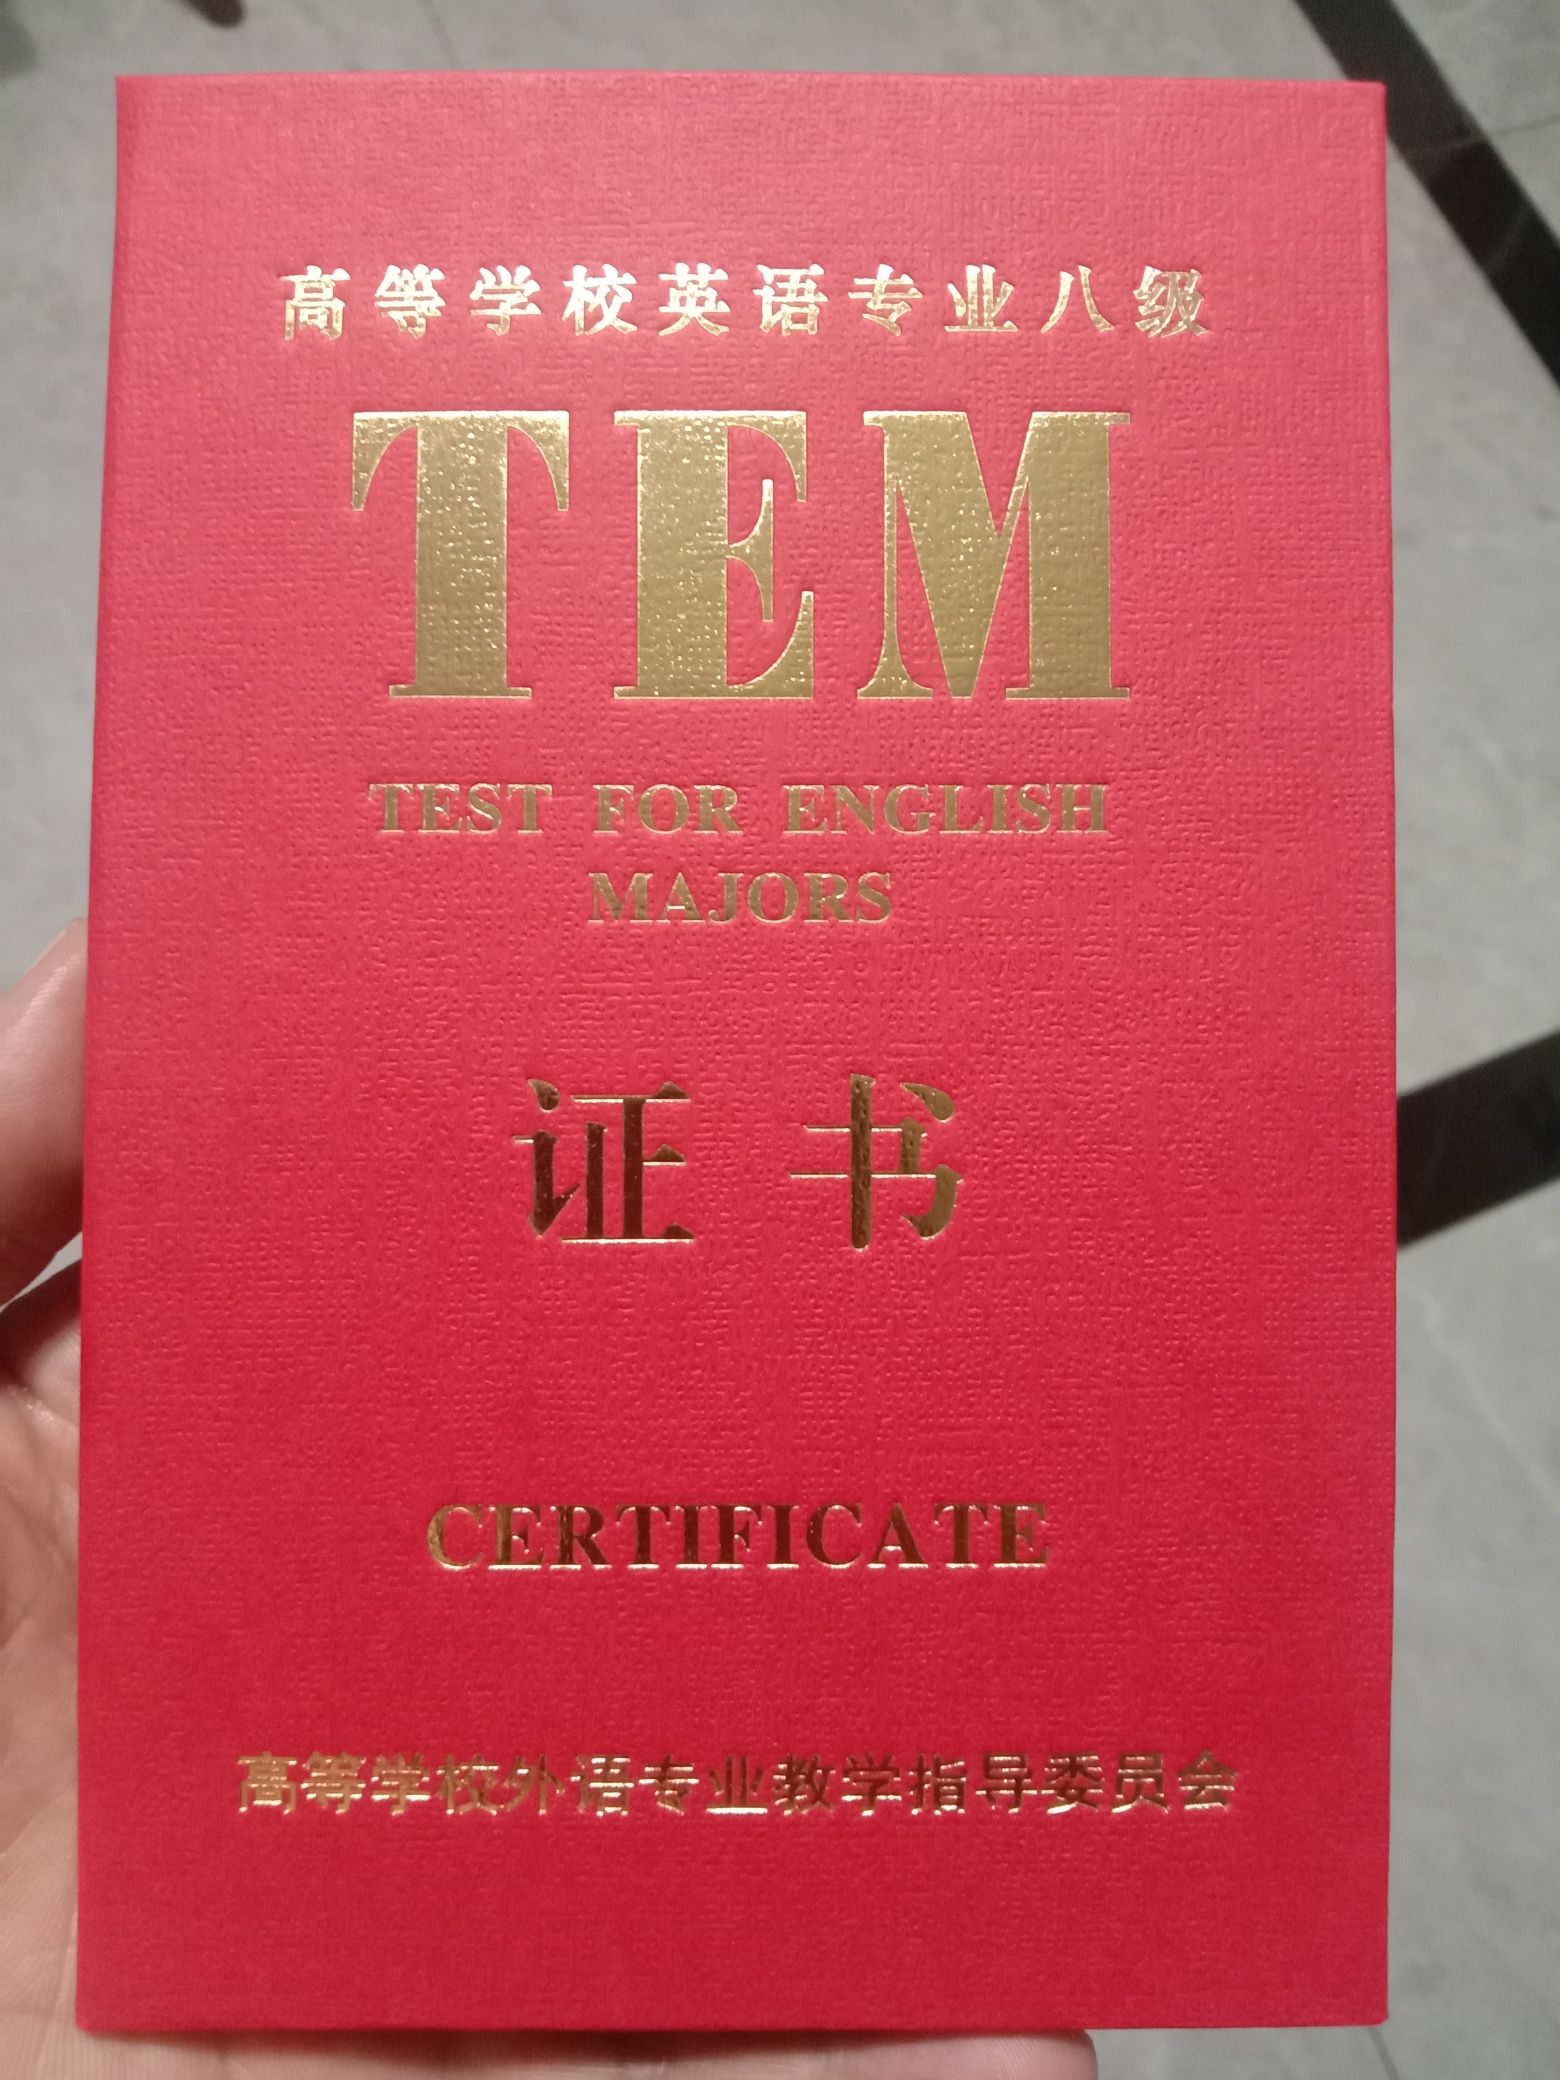 高等学校英语专业八级
TEM
TEST FOR ENGLISH
MAJORS
证书
CERTIFICATE
高等学校外语专业教学指导委员会